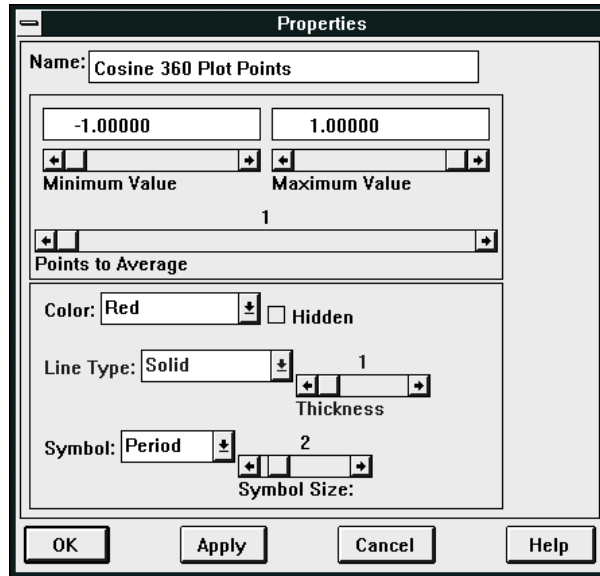 Properties
Name: Cosine 360 Plot Points
-1.00000 1.00000
Minimum Value Maximum Value
1
Points to Average
Color: Red Hidden
Line Type: Solid 1
Thickness
Symbol: Period 2
Symbol Size:
OK Apply Cancel Help